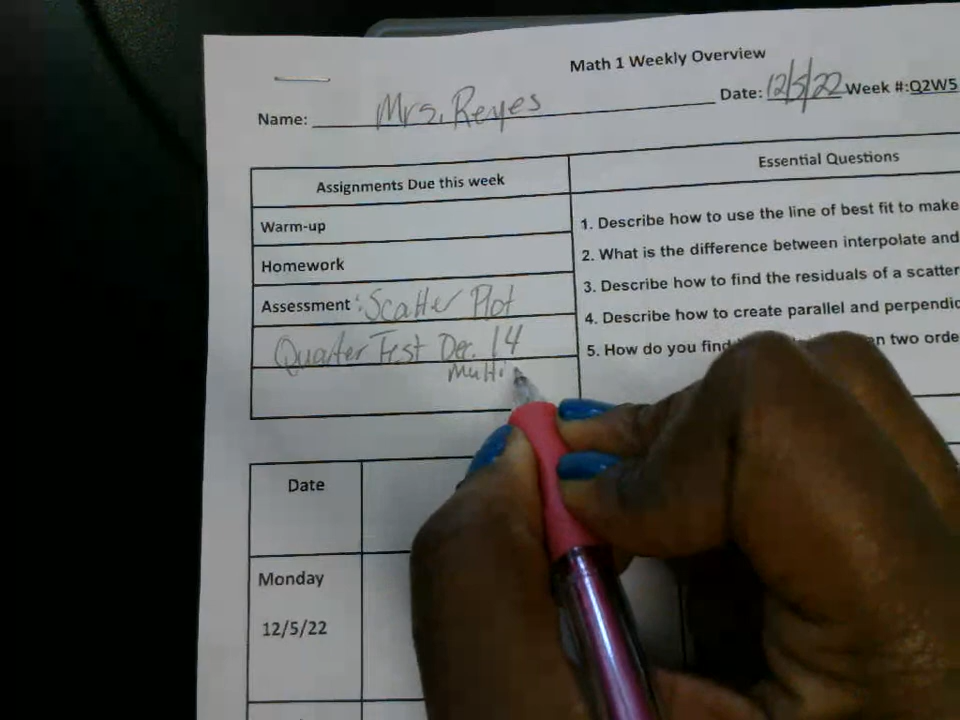 Math 1 Weekly Overview
Name: Mrs. Reyes Date: 12/5/22 Week #:Q2W5
Assignments Due this week
Essential Questions
Warm-up
Homework
Assessment : Scatter Plot
Quarter Test Dec. 14
Multi
1. Describe how to use the line of best fit to make
2. What is the difference between interpolate and
3. Describe how to find the residuals of a scatter
4. Describe how to create parallel and perpendic
5. How do you find n two orde
Date
Monday
12/5/22